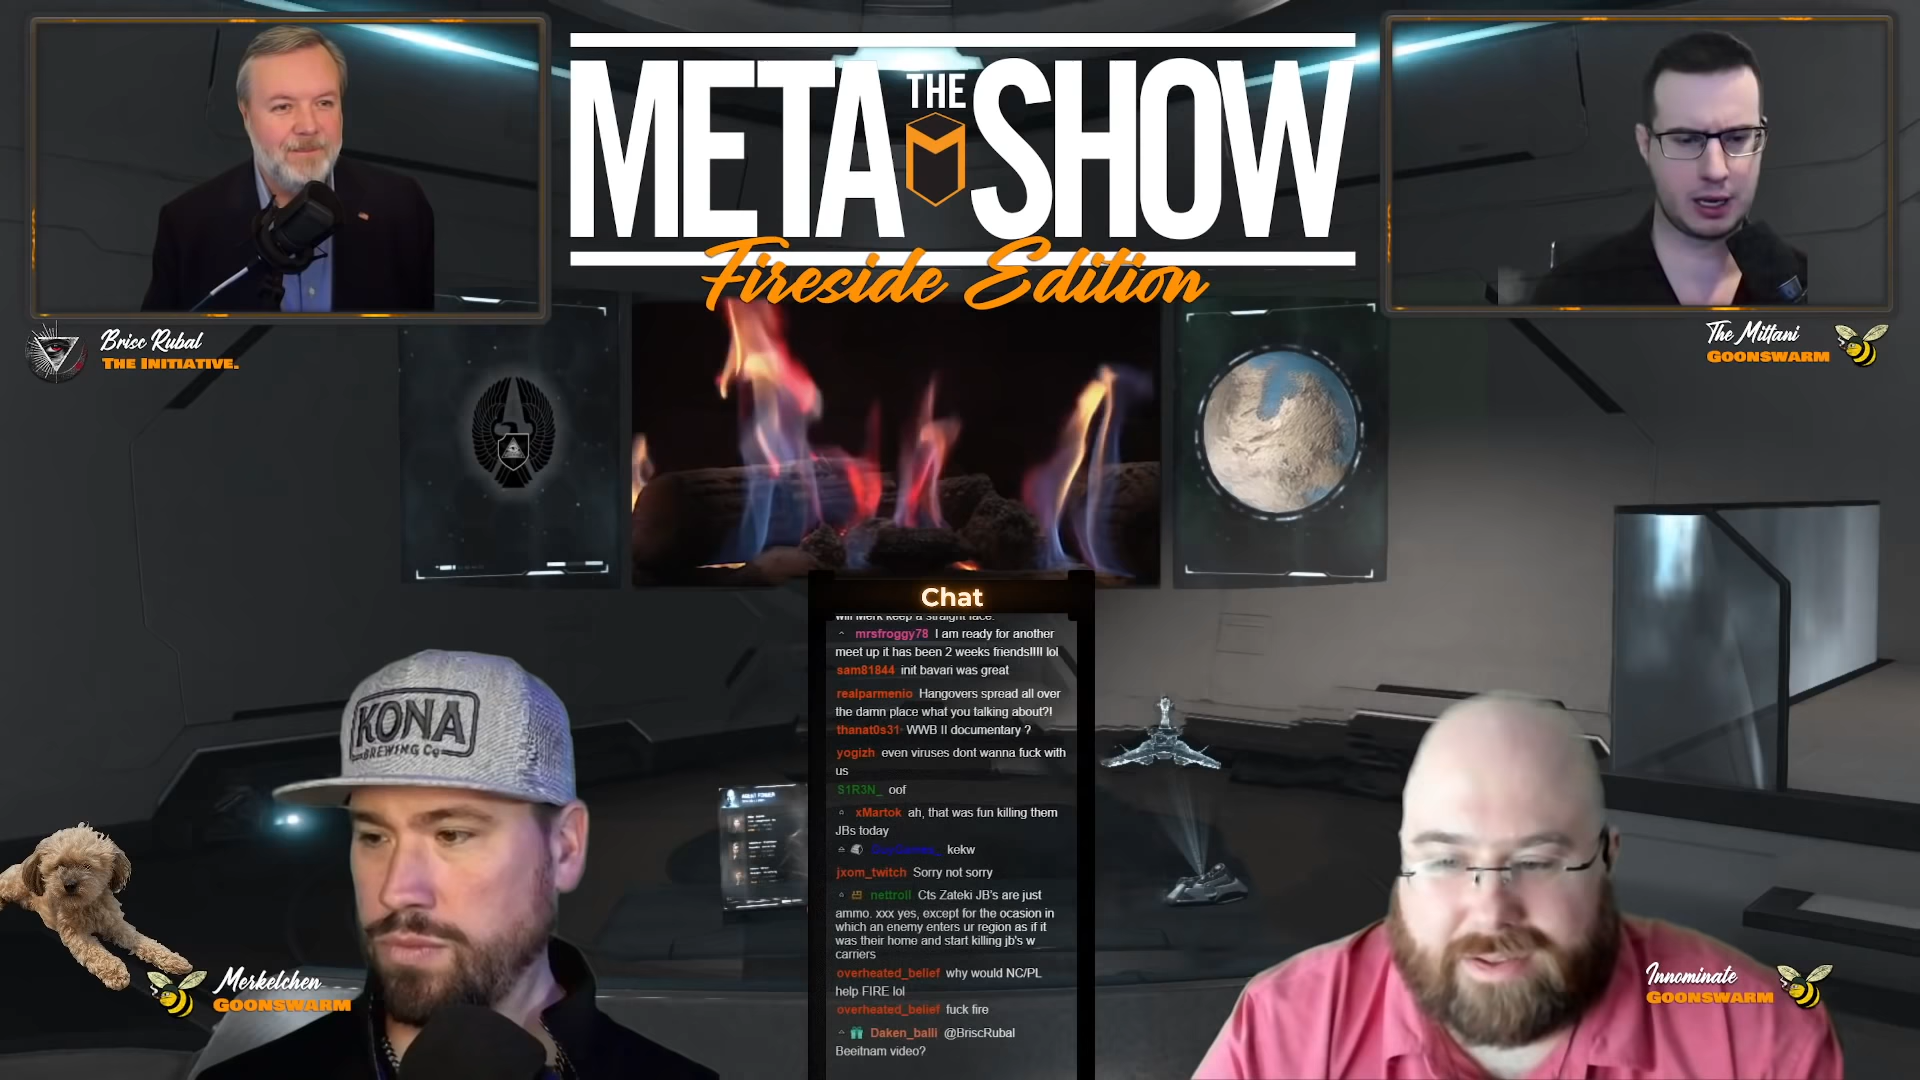 META THE SHOW
Fireside Edition
Brisc Rubal
THE INITIATIVE.
The Mittani
GOONSWARM
Chat
will Merk keep a straight face.
mrsfroggy78 I am ready for another
meet up it has been 2 weeks friends!!!! lol
sam81844 init bavari was great
realparmenio Hangovers spread all over
the damn place what you talking about?!
thanat0s31 WWB II documentary ?
yogizh even viruses dont wanna fuck with
us
S1R3N_ oof
xMartok ah, that was fun killing them
JBs today
kekw
jxom_twitch Sorry not sorry
nettroll Cts Zateki JB's are just
ammo. xxx yes, except for the ocasion in
which an enemy enters ur region as if it
was their home and start killing jb's w
carriers
overheated_belief why would NC/PL
help FIRE lol
overheated_belief fuck fire
Daken_balli @BriscRubal
Beeitnam video?
KONA
BREWING Co
Merkelchen
GOONSWARM
Innominate
GOONSWARM